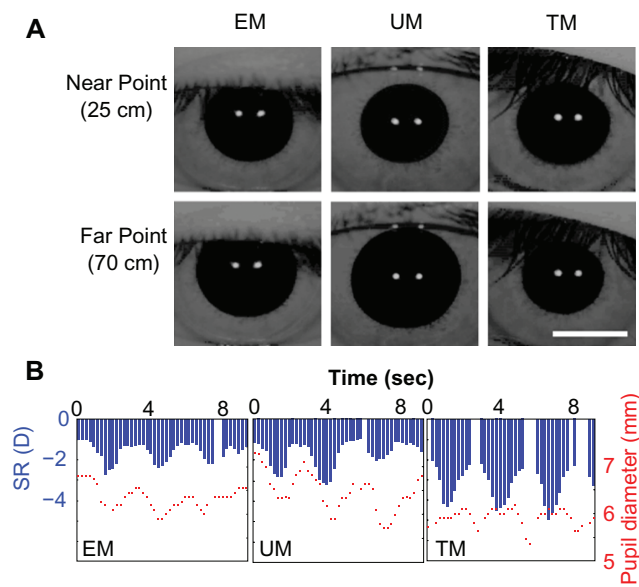 A
EM UM TM
Near Point
(25 cm)
Far Point
(70 cm)
B
Time (sec)
0 4 8 0 4 8 0 4 8
SR (D)
0
−2
−4
Pupil diameter (mm)
7
6
5
EM UM TM